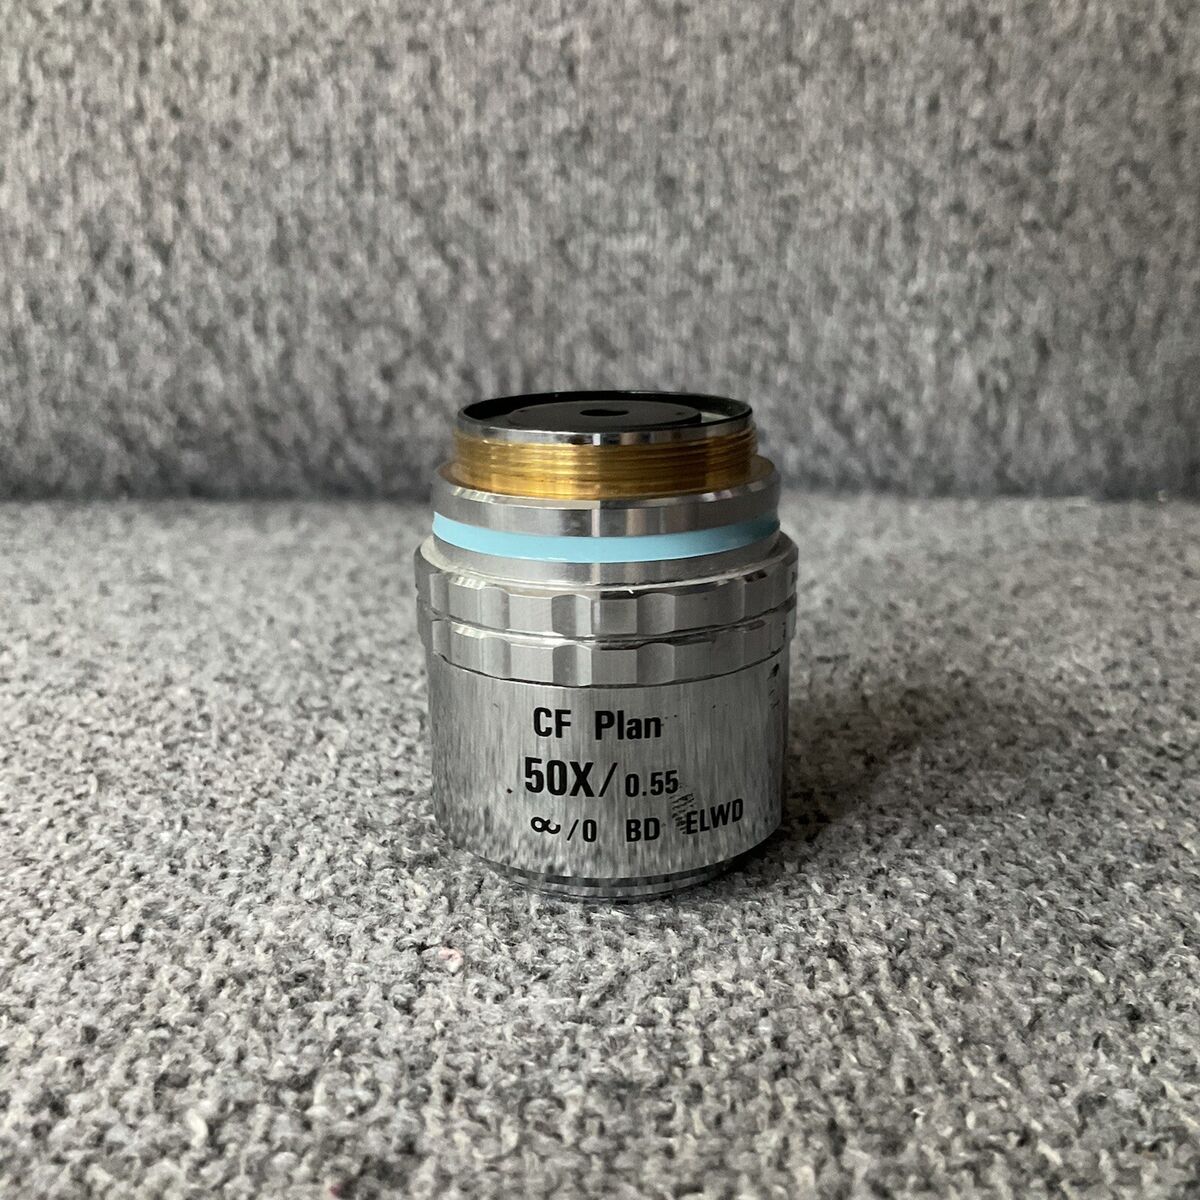 CF Plan
50X/0.55
∞/0 BD ELWD